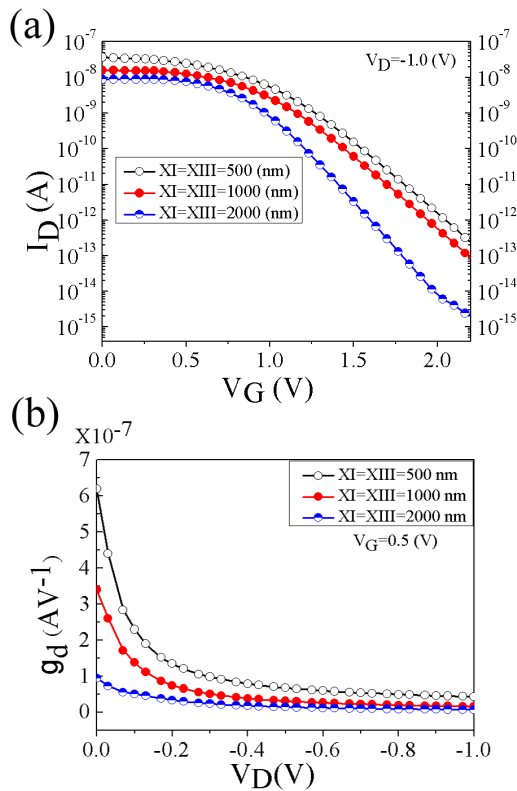 (a)
V_D=-1.0 (V)
10^-7
10^-8
10^-9
10^-10
10^-11
10^-12
10^-13
10^-14
10^-15
10^-7
10^-8
10^-9
10^-10
10^-11
10^-12
10^-13
10^-14
10^-15
I_D(A)
XI=XIII=500 (nm)
XI=XIII=1000 (nm)
XI=XIII=2000 (nm)
0.0 0.5 1.0 1.5 2.0
V_G (V)
(b)
X10^-7
7
6
5
4
3
2
1
0
g_d (AV-1)
XI=XIII=500 nm
XI=XIII=1000 nm
XI=XIII=2000 nm
V_G=0.5 (V)
0.0 -0.2 -0.4 -0.6 -0.8 -1.0
V_D(V)